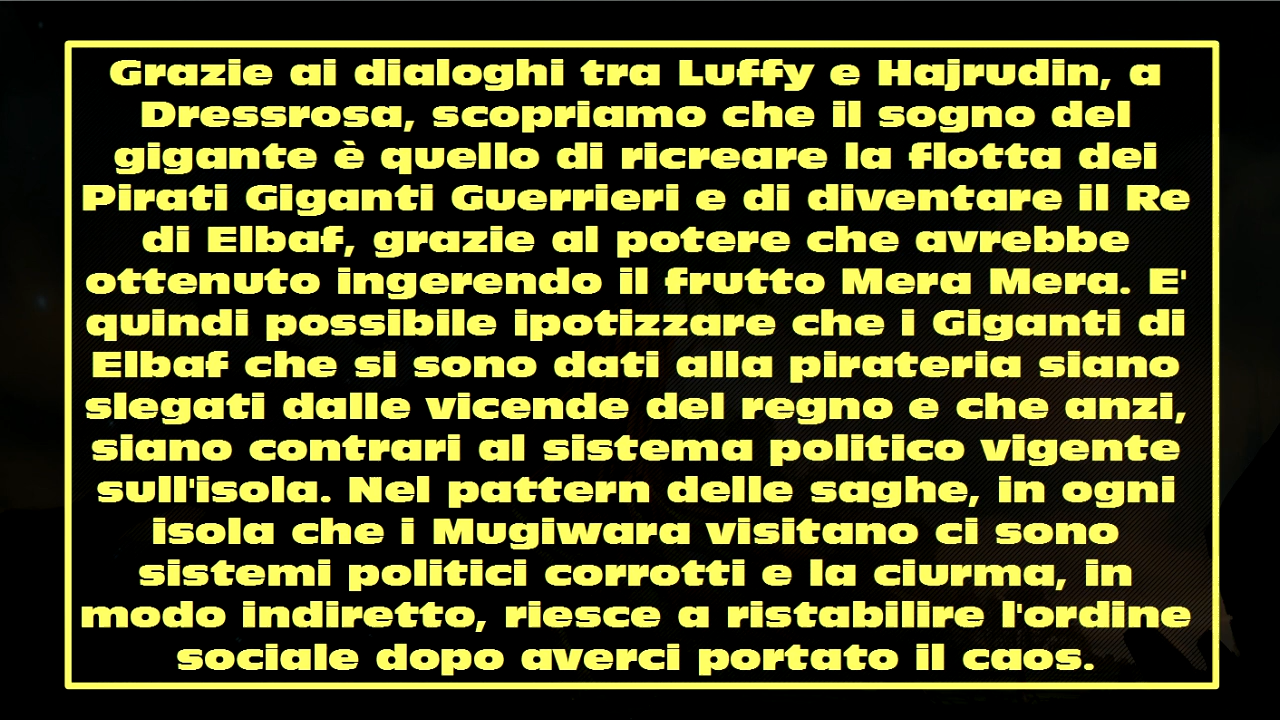 Grazie ai dialoghi tra Luffy e Hajrudin, a
Dressrosa, scopriamo che il sogno del
gigante è quello di ricreare la flotta dei
Pirati Giganti Guerrieri e di diventare il Re
di Elbaf, grazie al potere che avrebbe
ottenuto ingerendo il frutto Mera Mera. E'
quindi possibile ipotizzare che i Giganti di
Elbaf che si sono dati alla pirateria siano
slegati dalle vicende del regno e che anzi,
siano contrari al sistema politico vigente
sull'isola. Nel pattern delle saghe, in ogni
isola che i Mugiwara visitano ci sono
sistemi politici corrotti e la ciurma, in
modo indiretto, riesce a ristabilire l'ordine
sociale dopo averci portato il caos.